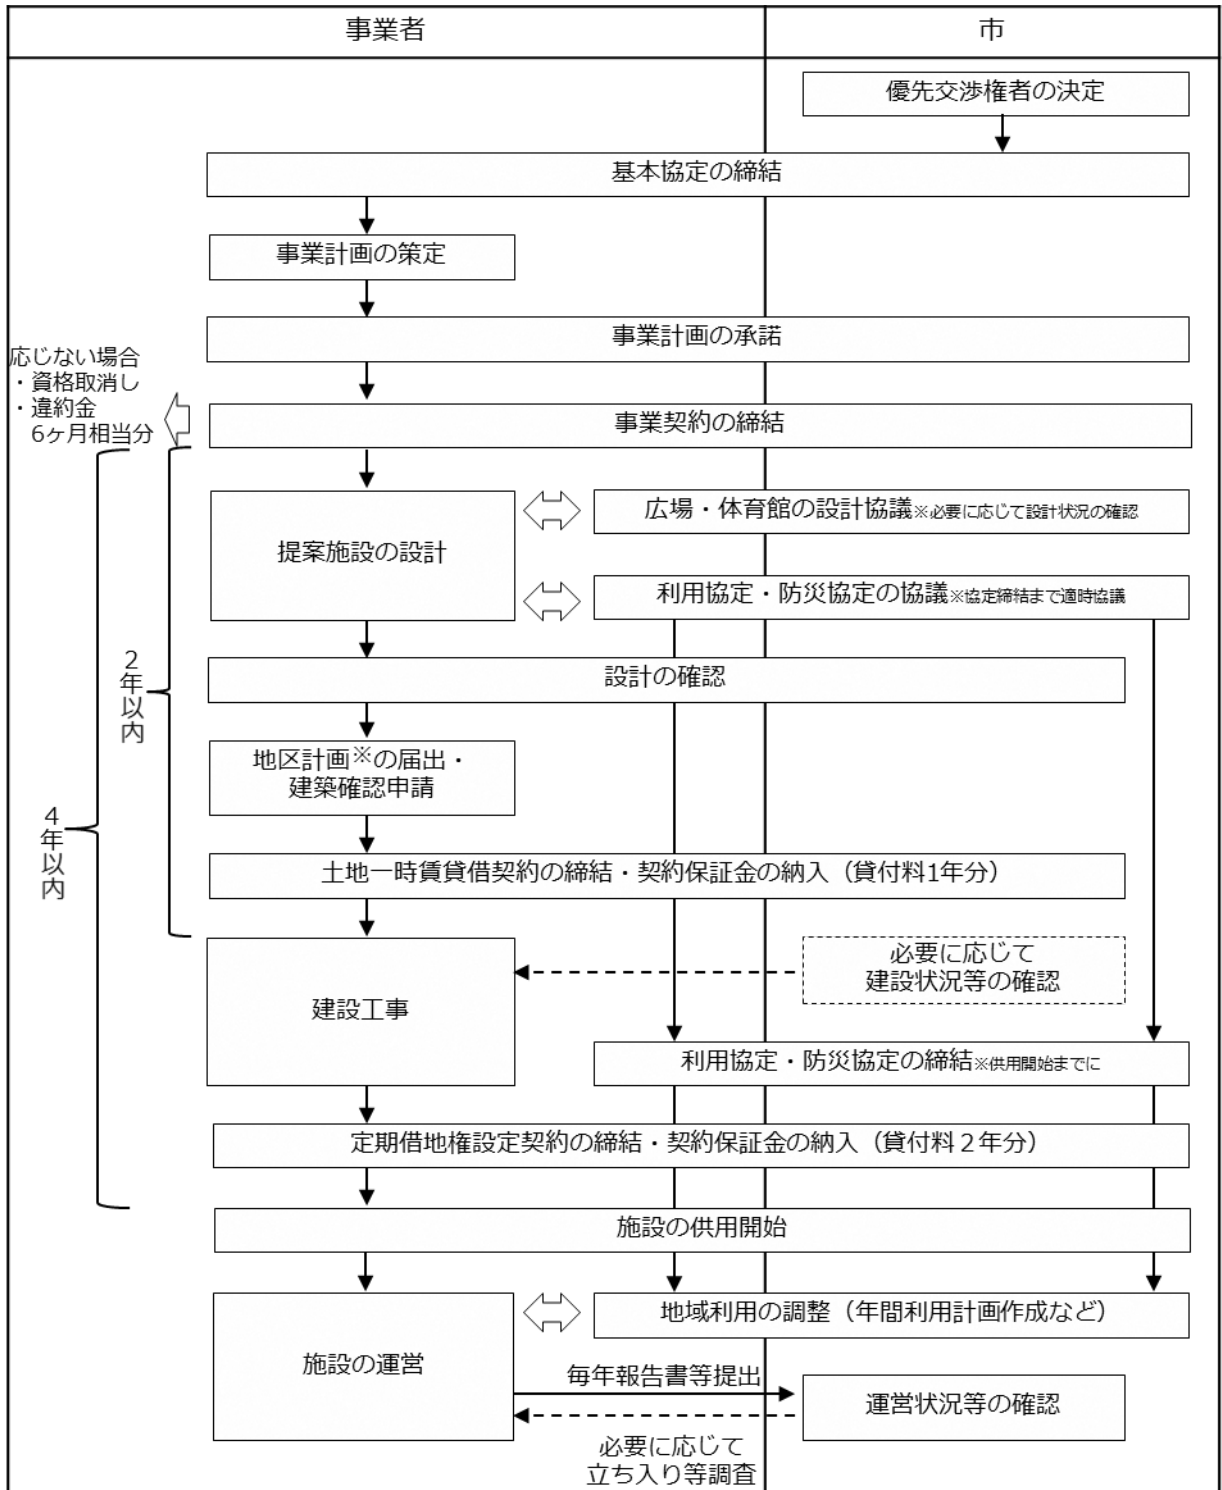 事業者
市
優先交渉権者の決定
基本協定の締結
事業計画の策定
事業計画の承諾
応じない場合
・資格取消し
・違約金
6ヶ月相当分
事業契約の締結
提案施設の設計
広場・体育館の設計協議※必要に応じて設計状況の確認
利用協定・防災協定の協議※協定締結まで適時協議
2年以内
設計の確認
地区計画※の届出・
建築確認申請
4年以内
土地一時賃貸借契約の締結・契約保証金の納入（貸付料1年分）
建設工事
必要に応じて
建設状況等の確認
利用協定・防災協定の締結※供用開始までに
定期借地権設定契約の締結・契約保証金の納入（貸付料２年分）
施設の供用開始
施設の運営
地域利用の調整（年間利用計画作成など）
毎年報告書等提出
運営状況等の確認
必要に応じて
立ち入り等調査